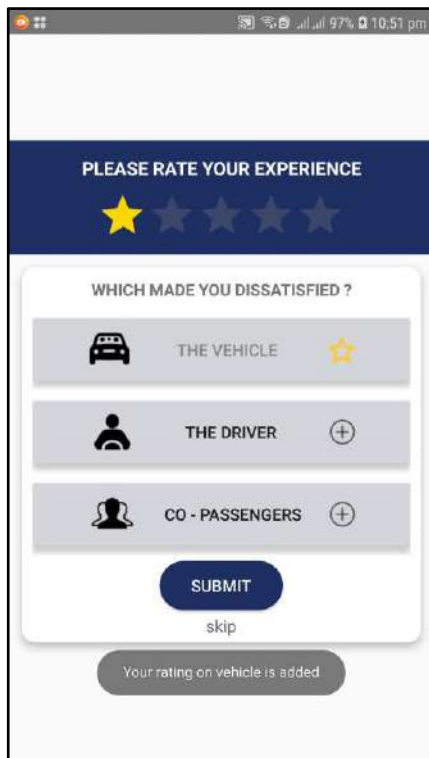 97% 10:51 pm
PLEASE RATE YOUR EXPERIENCE
WHICH MADE YOU DISSATISFIED ?
THE VEHICLE
THE DRIVER
CO - PASSENGERS
SUBMIT
skip
Your rating on vehicle is added